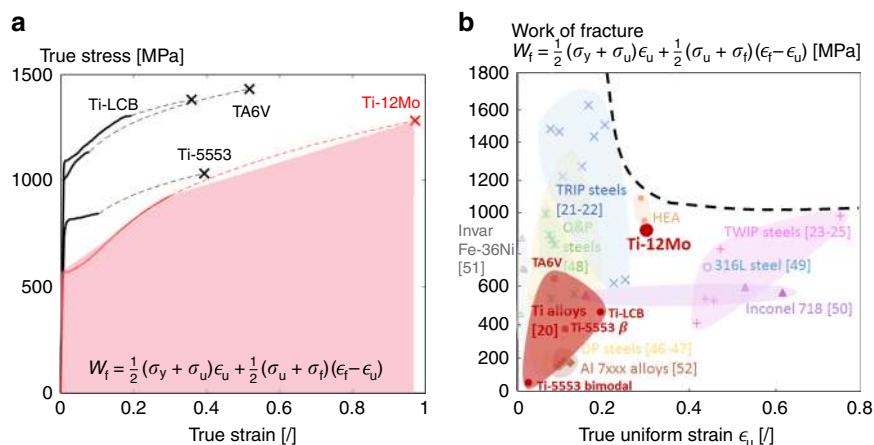 a
True stress [MPa]
1500
1000
500
0
Ti-LCB
TA6V
Ti-12Mo
Ti-5553
W_f = 1/2 (σ_y + σ_u)ϵ_u + 1/2 (σ_u + σ_f)(ϵ_f − ϵ_u)
0 0.2 0.4 0.6 0.8 1
True strain [/]
b
Work of fracture
W_f = 1/2 (σ_y + σ_u)ϵ_u + 1/2 (σ_u + σ_f)(ϵ_f − ϵ_u) [MPa]
1800
1600
1400
1200
1000
800
600
400
200
0
TRIP steels
[21-22]
HEA
Q&P
steels
[48]
Ti-12Mo
Invar
Fe-36Ni
[51]
TWIP steels [23-25]
TA6V
316L steel [49]
Ti alloys
[20]
Ti-LCB
Ti-5553 β
Inconel 718 [50]
DP steels [46-47]
Al 7xxx alloys [52]
Ti-5553 bimodal
0 0.2 0.4 0.6 0.8
True uniform strain ϵ_u [/]